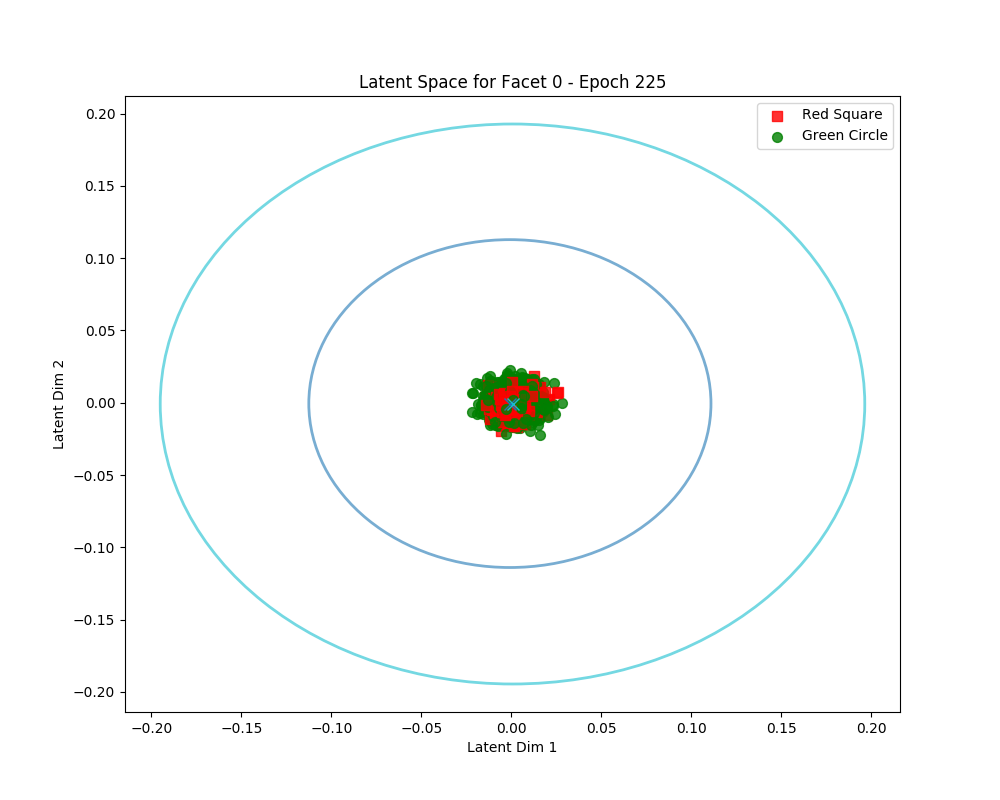 Latent Space for Facet 0 - Epoch 225
Red Square
Green Circle
0.20
0.15
0.10
0.05
0.00
−0.05
−0.10
−0.15
−0.20
Latent Dim 2
−0.20 −0.15 −0.10 −0.05 0.00 0.05 0.10 0.15 0.20
Latent Dim 1